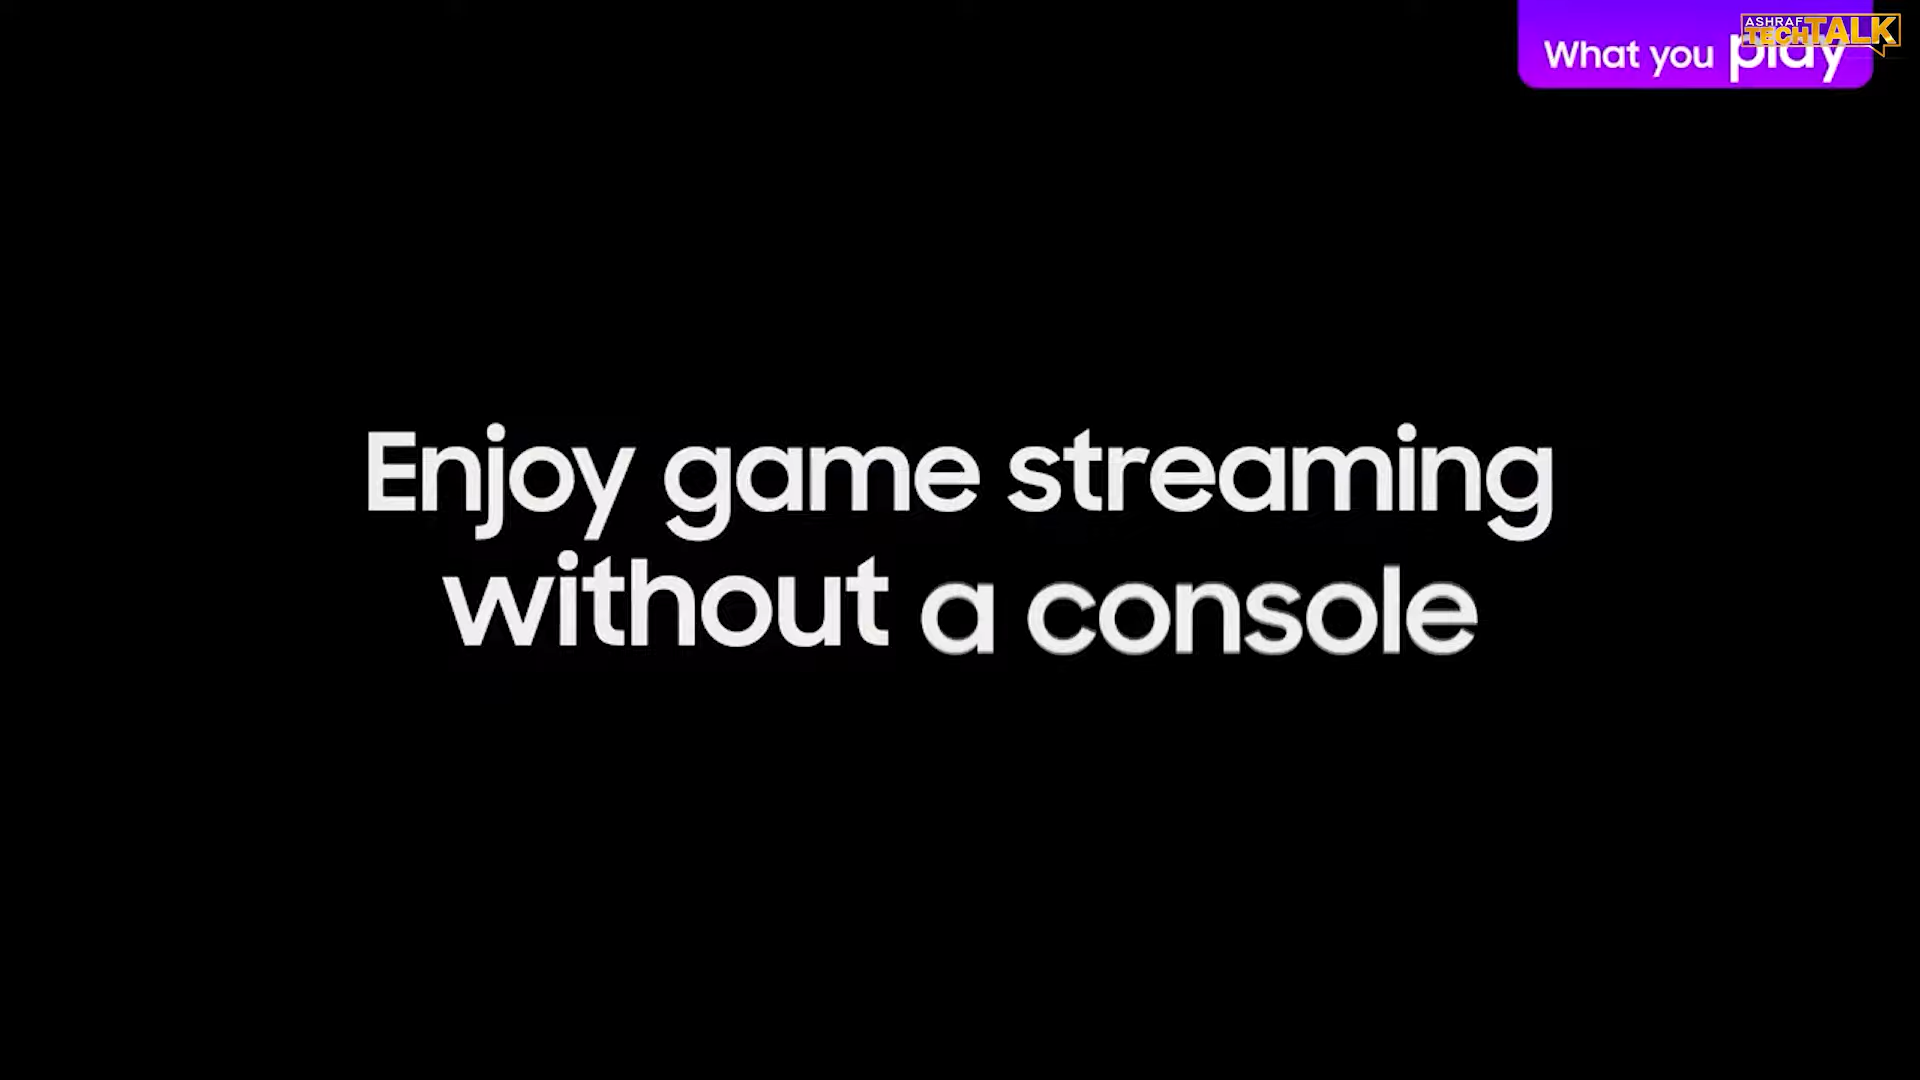 What you play
ASHRAF
TECH TALK
Enjoy game streaming
without a console